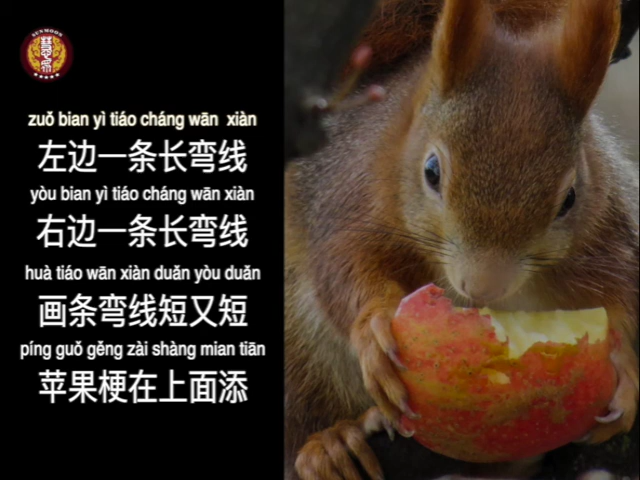 SUNMOON
zuǒ bian yì tiáo cháng wān xiàn
左边一条长弯线
yòu bian yì tiáo cháng wān xiàn
右边一条长弯线
huà tiáo wān xiàn duǎn yòu duǎn
画条弯线短又短
píng guǒ gěng zài shàng mian tiān
苹果梗在上面添